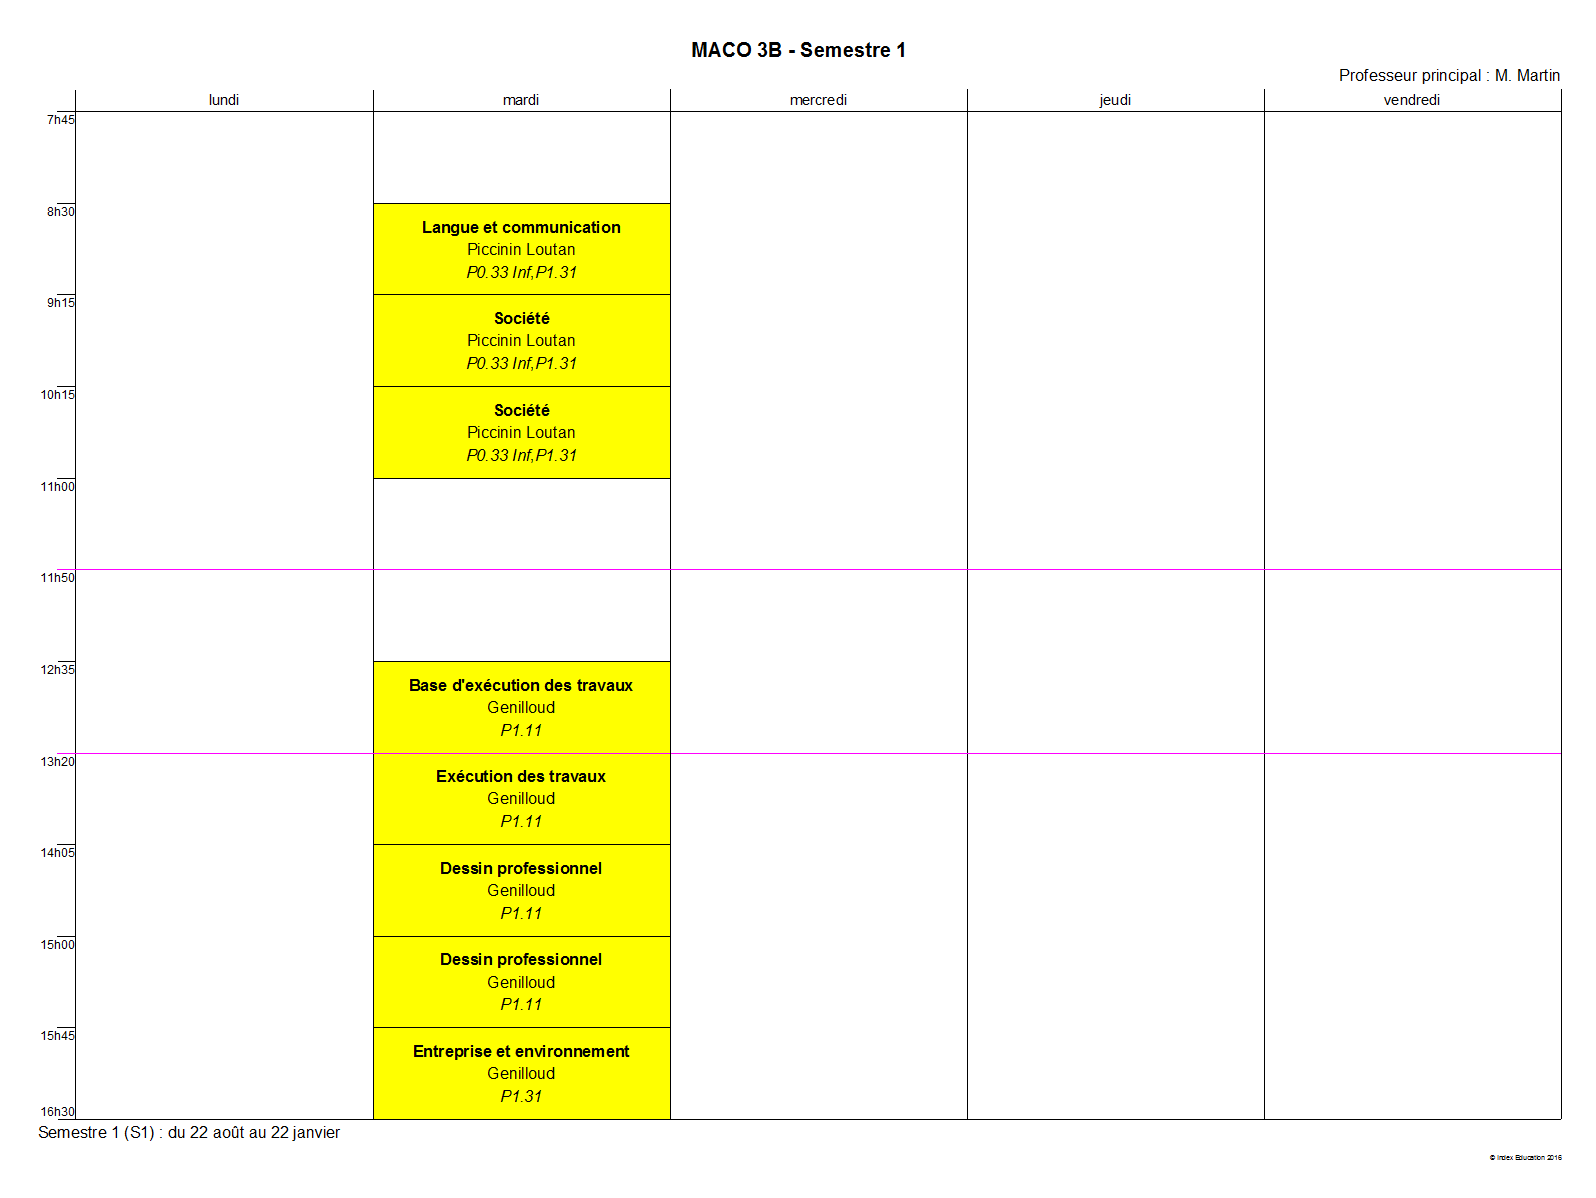 MACO 3B - Semestre 1
Professeur principal : M. Martin
lundi mardi mercredi jeudi vendredi
7h45
8h30
Langue et communication
Piccinin Loutan
P0.33 Inf,P1.31
9h15
Société
Piccinin Loutan
P0.33 Inf,P1.31
10h15
Société
Piccinin Loutan
P0.33 Inf,P1.31
11h00
11h50
12h35
Base d'exécution des travaux
Genilloud
P1.11
13h20
Exécution des travaux
Genilloud
P1.11
14h05
Dessin professionnel
Genilloud
P1.11
15h00
Dessin professionnel
Genilloud
P1.11
15h45
Entreprise et environnement
Genilloud
P1.31
16h30
Semestre 1 (S1) : du 22 août au 22 janvier
© Index Education 2016